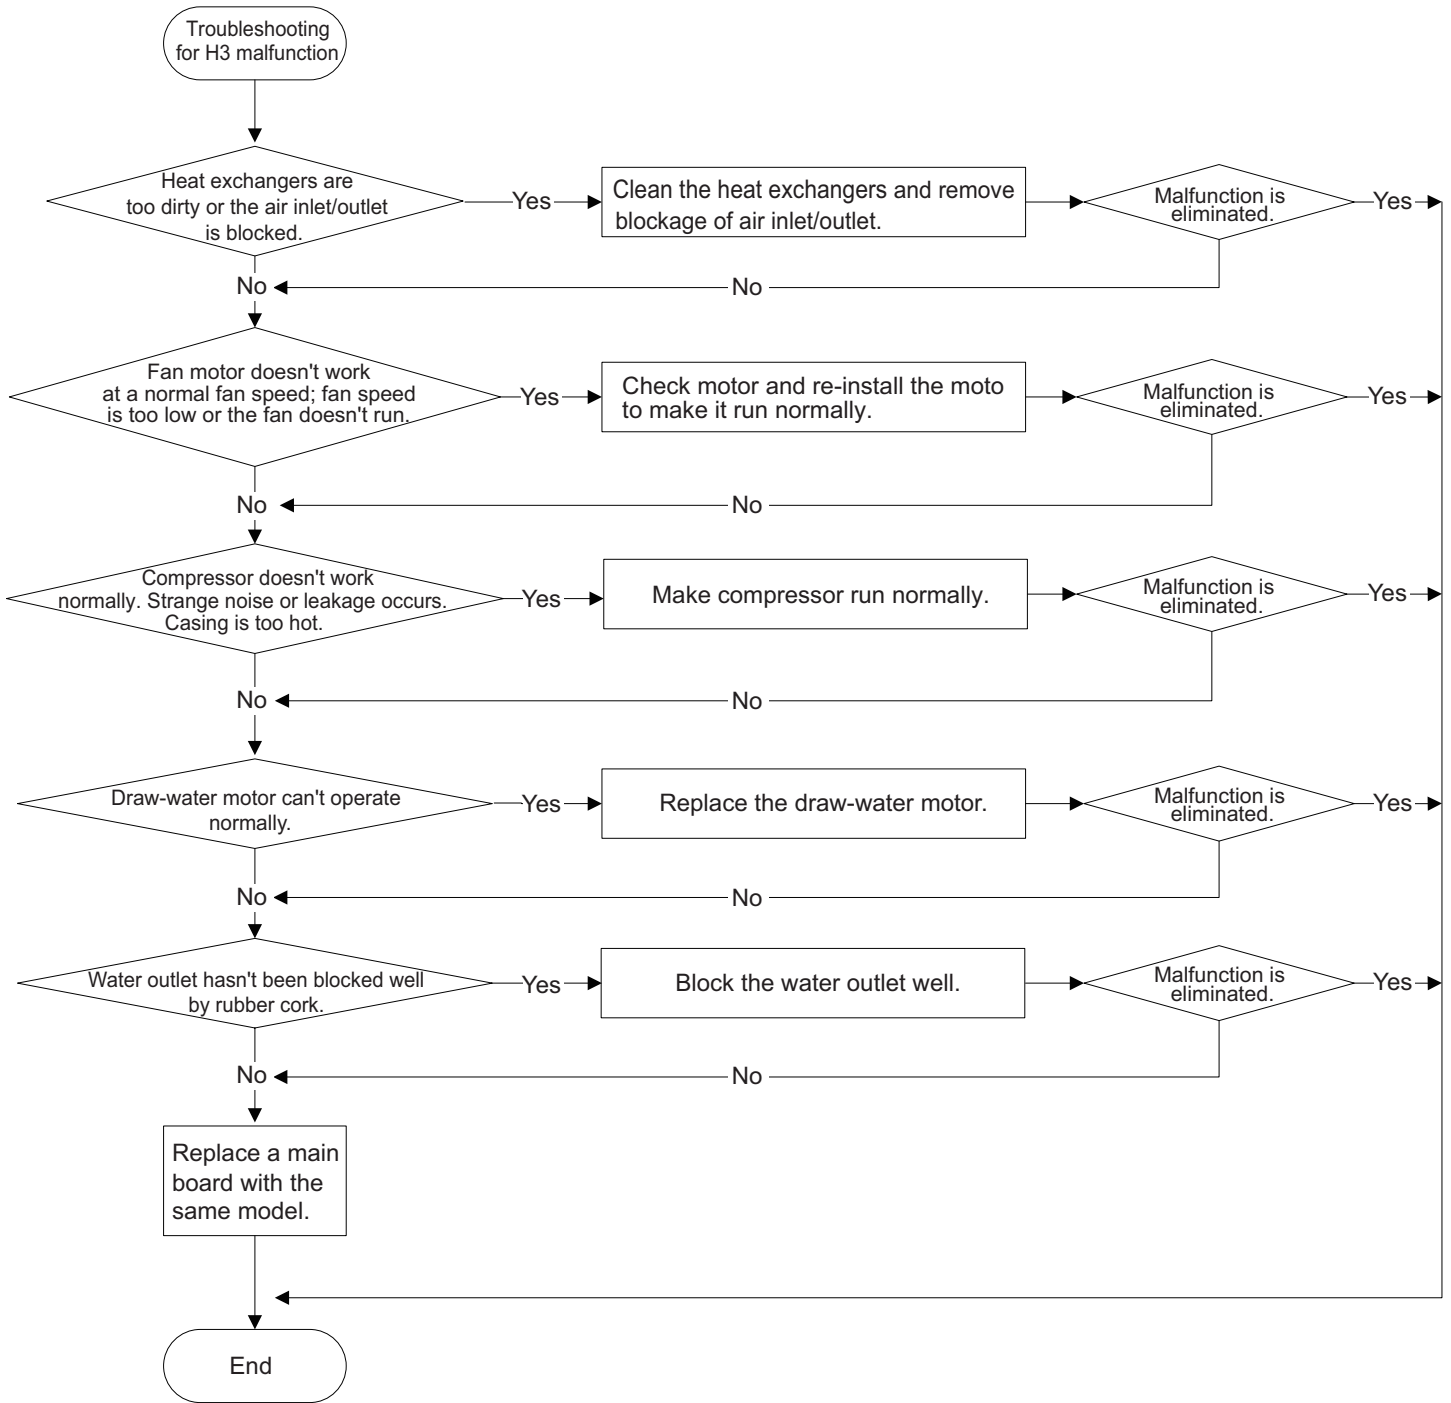 Troubleshooting
for H3 malfunction
Heat exchangers are
too dirty or the air inlet/outlet
is blocked.
Yes
Clean the heat exchangers and remove
blockage of air inlet/outlet.
Malfunction is
eliminated.
Yes
No
No
Fan motor doesn't work
at a normal fan speed; fan speed
is too low or the fan doesn't run.
Yes
Check motor and re-install the moto
to make it run normally.
Malfunction is
eliminated.
Yes
No
No
Compressor doesn't work
normally. Strange noise or leakage occurs.
Casing is too hot.
Yes
Make compressor run normally.
Malfunction is
eliminated.
Yes
No
No
Draw-water motor can't operate
normally.
Yes
Replace the draw-water motor.
Malfunction is
eliminated.
Yes
No
No
Water outlet hasn't been blocked well
by rubber cork.
Yes
Block the water outlet well.
Malfunction is
eliminated.
Yes
No
No
Replace a main
board with the
same model.
End